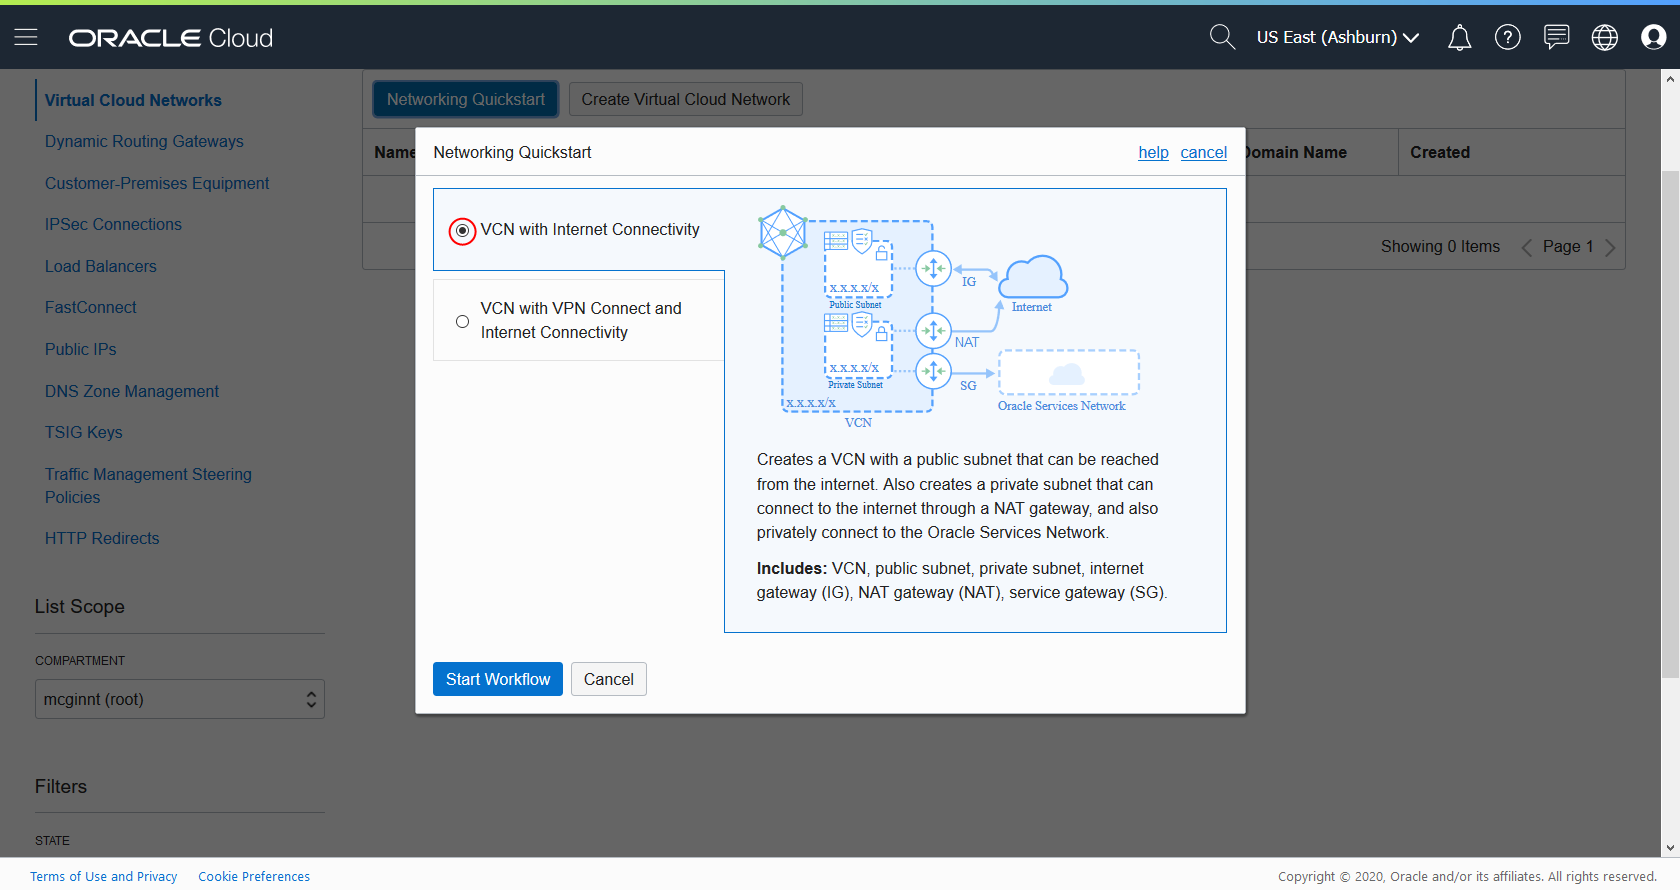 ORACLE Cloud
US East (Ashburn)
Virtual Cloud Networks
Dynamic Routing Gateways
Customer-Premises Equipment
IPSec Connections
Load Balancers
FastConnect
Public IPs
DNS Zone Management
TSIG Keys
Traffic Management Steering
Policies
HTTP Redirects
List Scope
COMPARTMENT
mcginnt (root)
Filters
STATE
Networking Quickstart
Create Virtual Cloud Network
Name
Domain Name
Created
Showing 0 Items
Page 1
Networking Quickstart
help
cancel
VCN with Internet Connectivity
VCN with VPN Connect and
Internet Connectivity
x.x.x.x/x
Public Subnet
x.x.x.x/x
Private Subnet
x.x.x.x/x
VCN
IG
NAT
SG
Internet
Oracle Services Network
Creates a VCN with a public subnet that can be reached
from the internet. Also creates a private subnet that can
connect to the internet through a NAT gateway, and also
privately connect to the Oracle Services Network.
Includes: VCN, public subnet, private subnet, internet
gateway (IG), NAT gateway (NAT), service gateway (SG).
Start Workflow
Cancel
Terms of Use and Privacy
Cookie Preferences
Copyright © 2020, Oracle and/or its affiliates. All rights reserved.